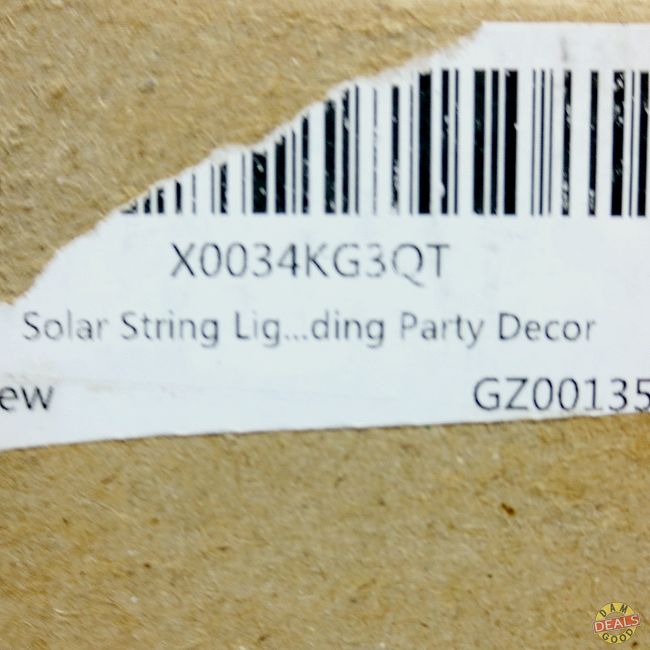 X0034KG3QT
Solar String Lig...ding Party Decor
ew
GZ00135
DAM
DEALS
GOOD